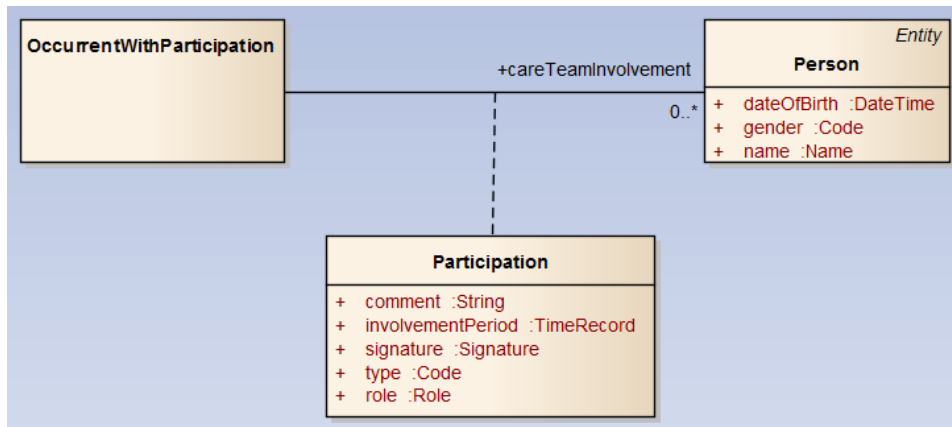 OccurrentWithParticipation
+careTeamInvolvement
0..*
Entity
Person
+ dateOfBirth :DateTime
+ gender :Code
+ name :Name
Participation
+ comment :String
+ involvementPeriod :TimeRecord
+ signature :Signature
+ type :Code
+ role :Role